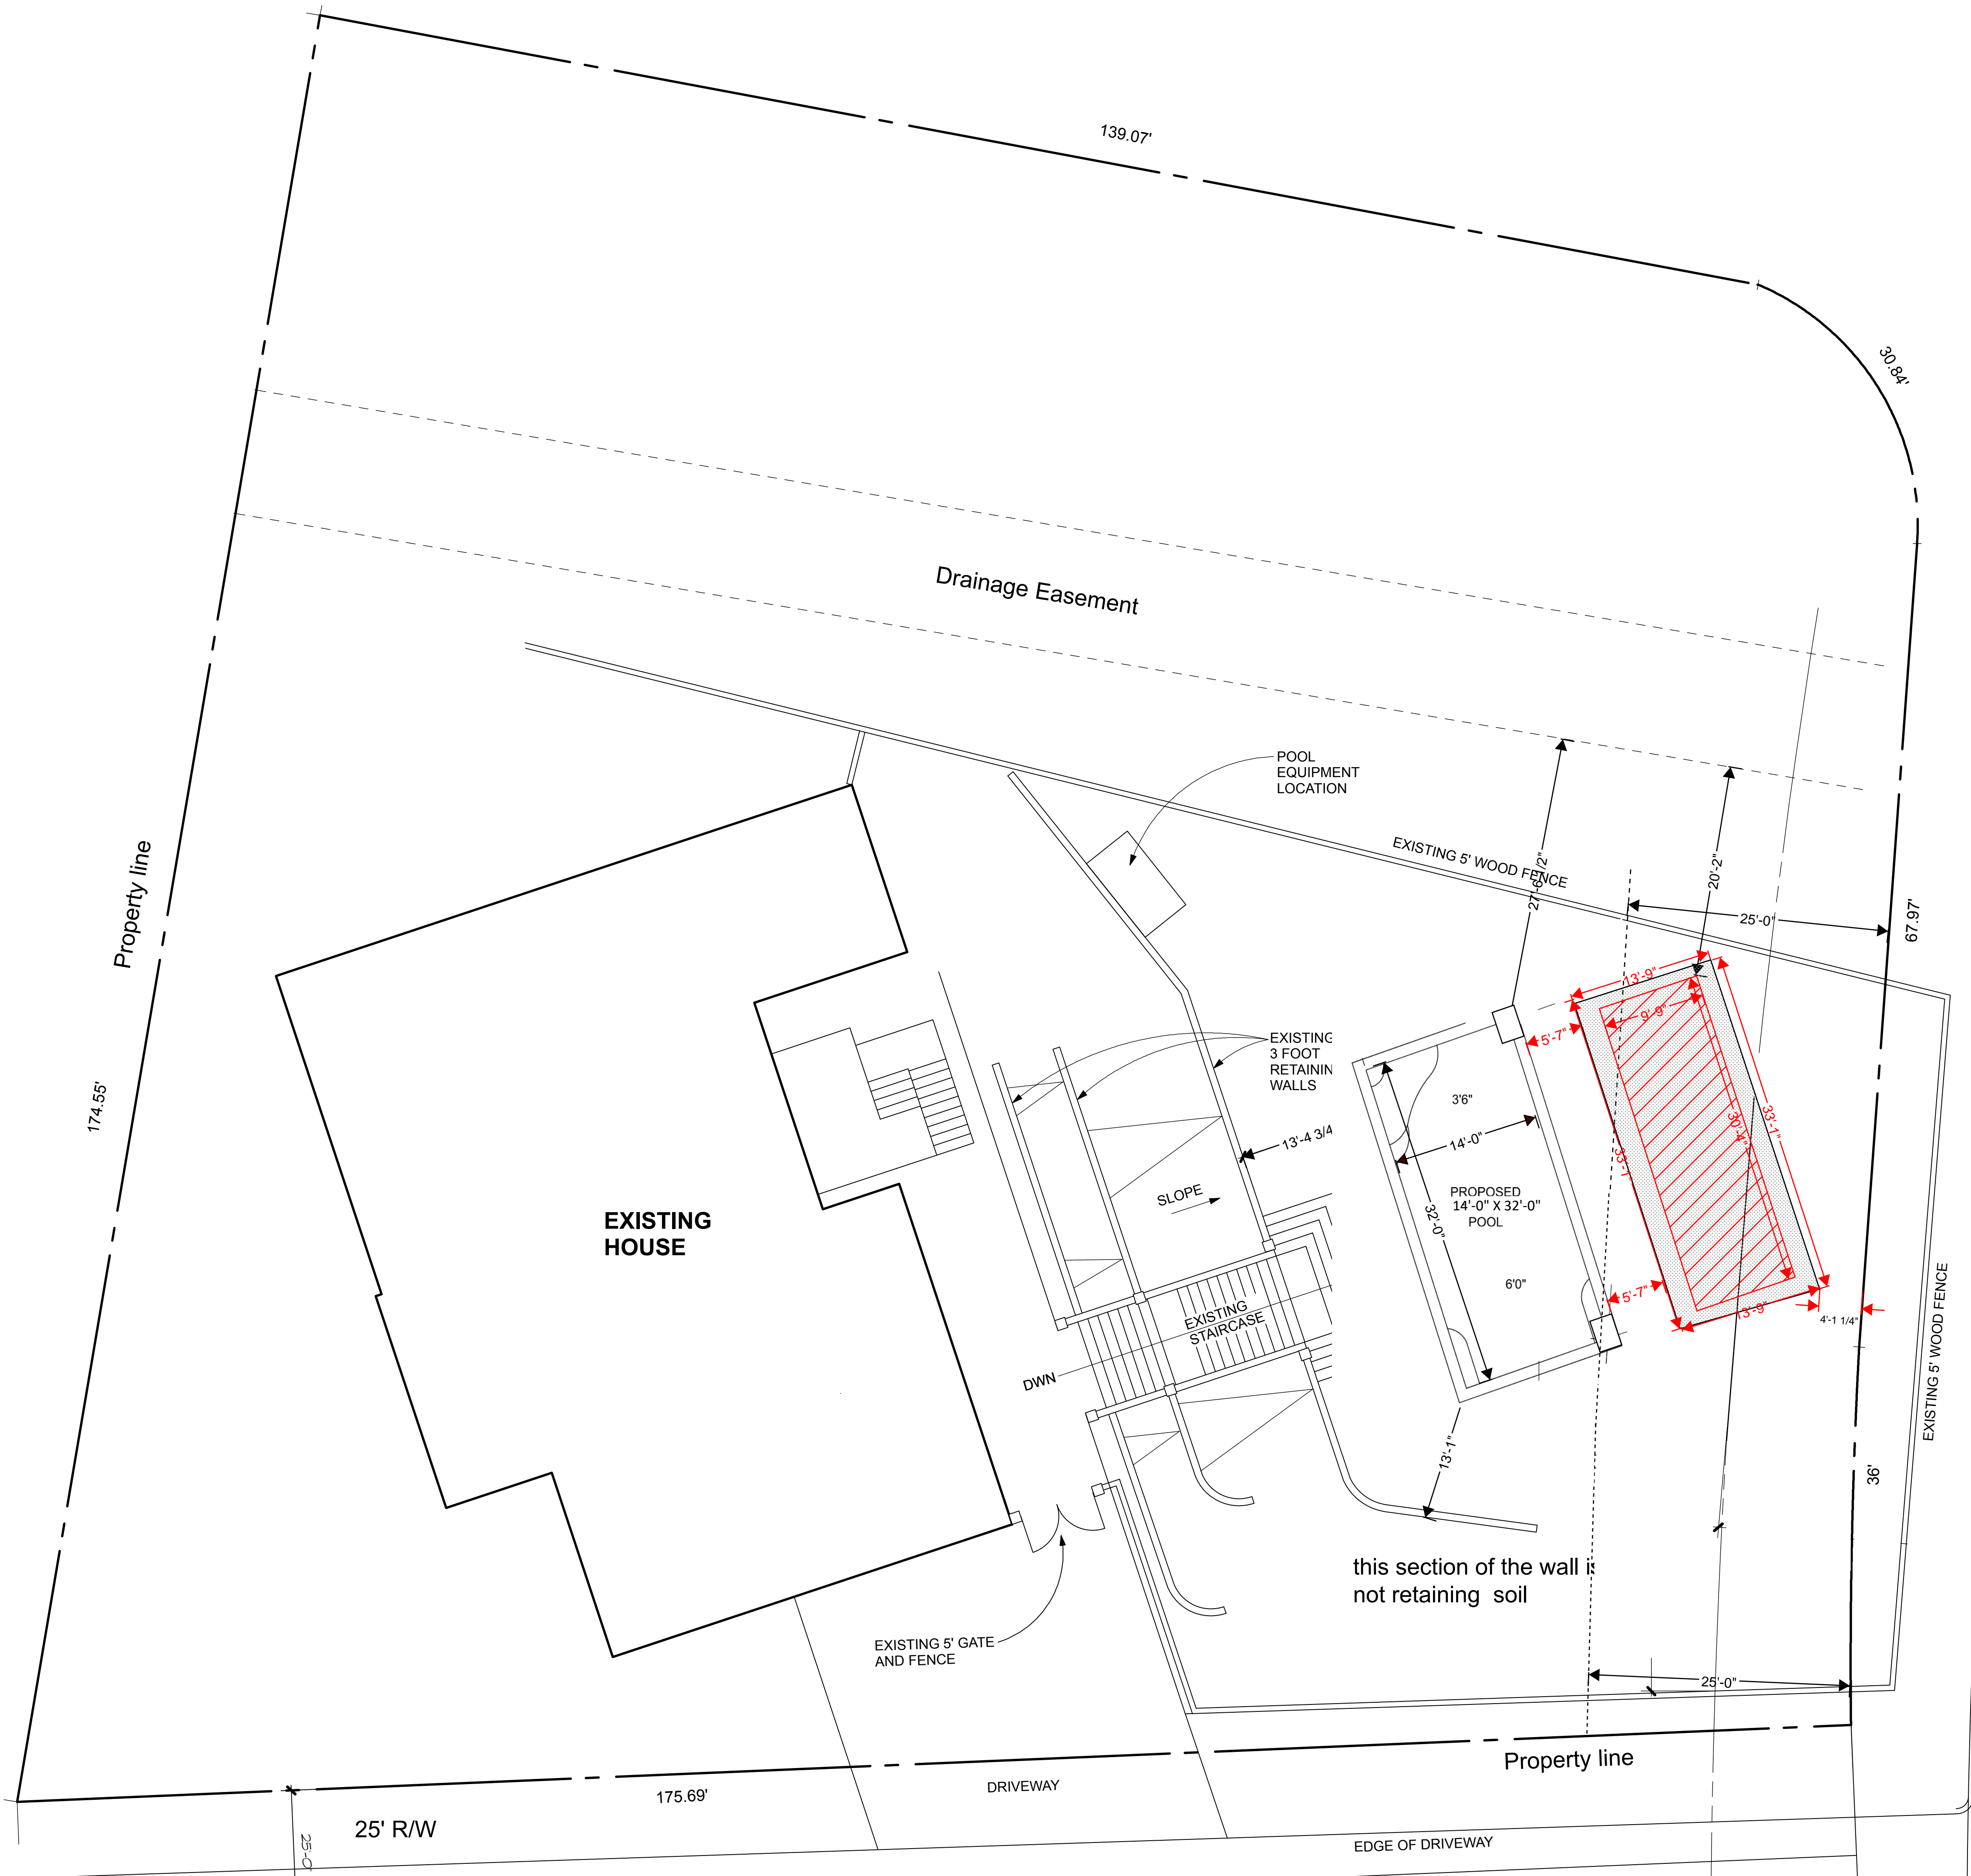 139.07'
30.84'
Drainage Easement
POOL
EQUIPMENT
LOCATION
EXISTING 5' WOOD FENCE
27'-6 1/2"
20'-2"
25'-0"
67.97'
Property line
174.55'
13'-9"
9'-9"
5'-7"
33'-1"
30'-4"
33'-1
EXISTING
3 FOOT
RETAININ
WALLS
3'6"
14'-0"
13'-4 3/4
PROPOSED
14'-0" X 32'-0"
POOL
32'-0"
6'0"
SLOPE
EXISTING
HOUSE
EXISTING
STAIRCASE
DWN
5'-7"
13'-9"
4'-1 1/4"
EXISTING 5' WOOD FENCE
13'-1"
36'
this section of the wall i
not retaining soil
EXISTING 5' GATE
AND FENCE
25'-0"
Property line
175.69'
DRIVEWAY
25' R/W
25'-0
EDGE OF DRIVEWAY